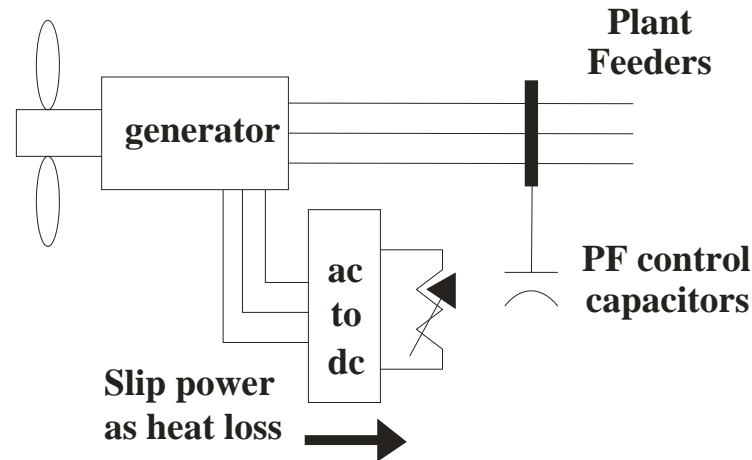 Plant
Feeders
generator
ac
to
dc
PF control
capacitors
Slip power
as heat loss